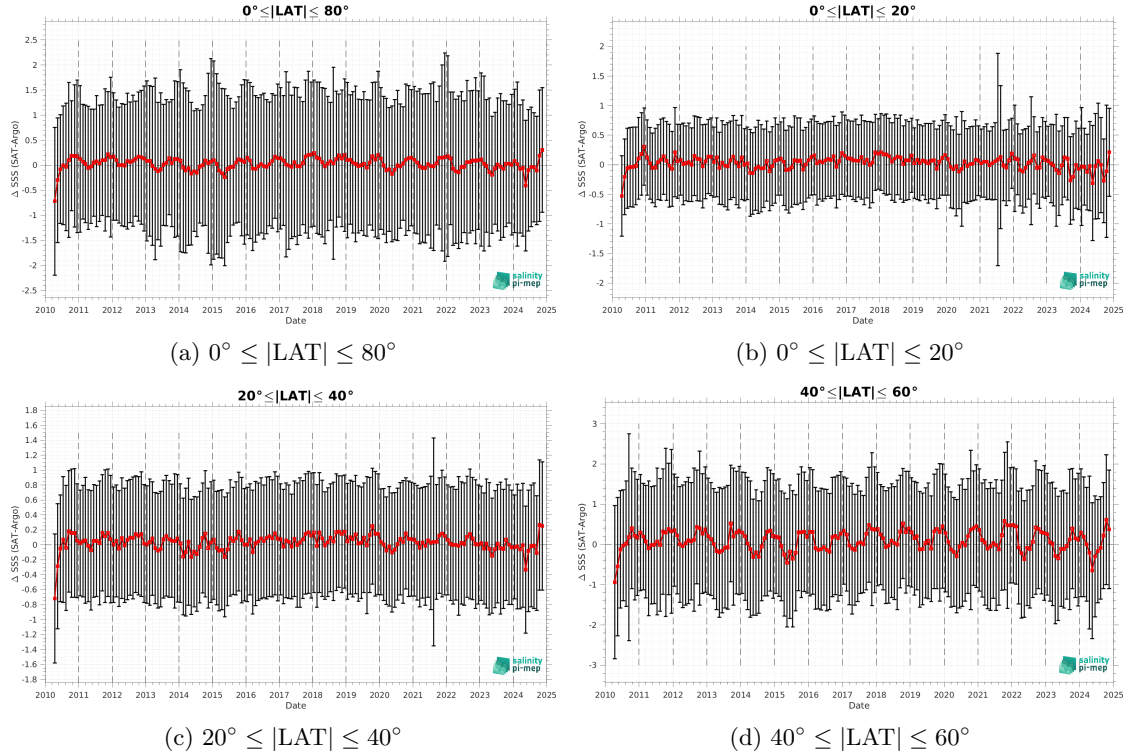 0°≤|LAT|≤ 80°
Δ SSS (SAT-Argo)
2.5
2
1.5
1
0.5
0
-0.5
-1
-1.5
-2
-2.5
2010 2011 2012 2013 2014 2015 2016 2017 2018 2019 2020 2021 2022 2023 2024 2025
Date
salinity
pi-mep
(a) 0° ≤ |LAT| ≤ 80°
0°≤|LAT|≤ 20°
Δ SSS (SAT-Argo)
2
1.5
1
0.5
0
-0.5
-1
-1.5
-2
2010 2011 2012 2013 2014 2015 2016 2017 2018 2019 2020 2021 2022 2023 2024 2025
Date
salinity
pi-mep
(b) 0° ≤ |LAT| ≤ 20°
20°≤|LAT|≤ 40°
Δ SSS (SAT-Argo)
1.8
1.6
1.4
1.2
1
0.8
0.6
0.4
0.2
0
-0.2
-0.4
-0.6
-0.8
-1
-1.2
-1.4
-1.6
-1.8
2010 2011 2012 2013 2014 2015 2016 2017 2018 2019 2020 2021 2022 2023 2024 2025
Date
salinity
pi-mep
(c) 20° ≤ |LAT| ≤ 40°
40°≤|LAT|≤ 60°
Δ SSS (SAT-Argo)
3
2
1
0
-1
-2
-3
2010 2011 2012 2013 2014 2015 2016 2017 2018 2019 2020 2021 2022 2023 2024 2025
Date
salinity
pi-mep
(d) 40° ≤ |LAT| ≤ 60°